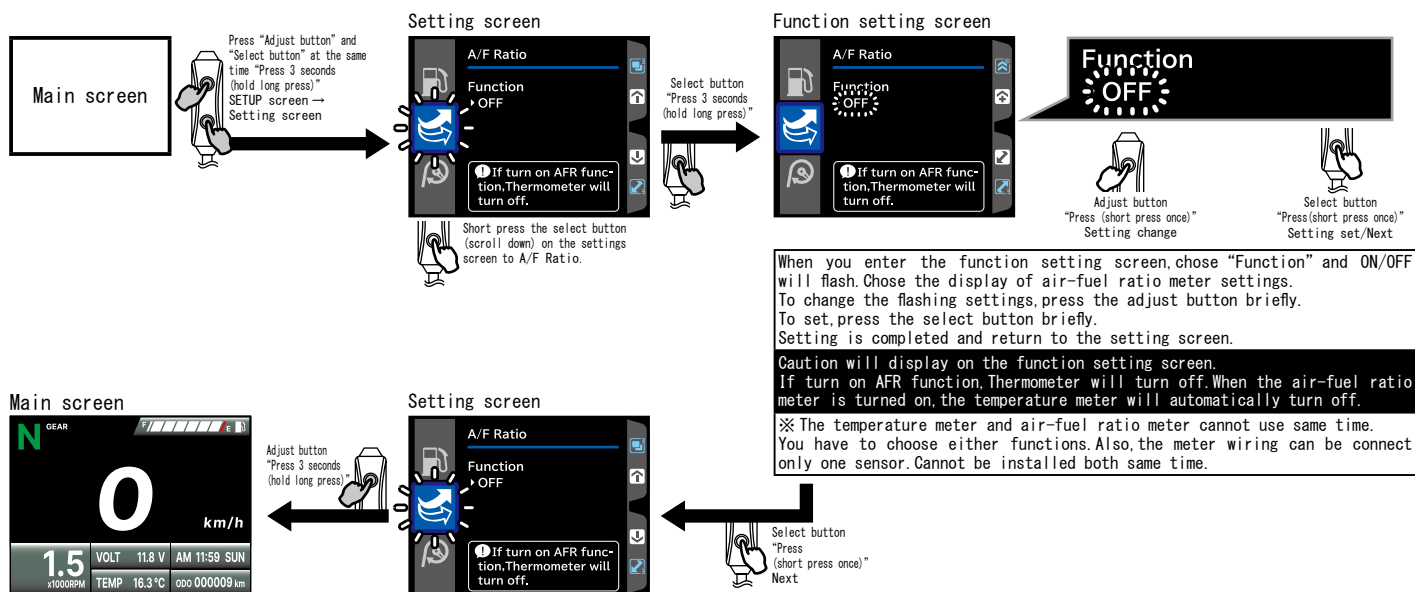 Main screen
Press “Adjust button” and
“Select button” at the same
time “Press 3 seconds
(hold long press)”
SETUP screen→
Setting screen
Setting screen
A/F Ratio
Function
OFF
If turn on AFR func-
tion,Thermometer will
turn off.
Short press the select button
(scroll down) on the settings
screen to A/F Ratio.
Select button
“Press 3 seconds
(hold long press)”
Function setting screen
A/F Ratio
Function
OFF
If turn on AFR func-
tion,Thermometer will
turn off.
Function
OFF
Adjust button
“Press (short press once)”
Setting change
Select button
“Press(short press once)”
Setting set/Next
When you enter the function setting screen,chose “Function” and ON/OFF
will flash.Chose the display of air-fuel ratio meter settings.
To change the flashing settings,press the adjust button briefly.
To set,press the select button briefly.
Setting is completed and return to the setting screen.
Caution will display on the function setting screen.
If turn on AFR function,Thermometer will turn off.When the air-fuel ratio
meter is turned on,the temperature meter will automatically turn off.
※The temperature meter and air-fuel ratio meter cannot use same time.
You have to choose either functions.Also,the meter wiring can be connect
only one sensor.Cannot be installed both same time.
Select button
“Press
(short press once)”
Next
Setting screen
A/F Ratio
Function
OFF
If turn on AFR func-
tion,Thermometer will
turn off.
Adjust button
“Press 3 seconds
(hold long press)”
Main screen
N GEAR
F E
0
km/h
1.5
x1000RPM
VOLT 11.8 V
AM 11:59 SUN
TEMP 16.3°C
ODO 000009 km